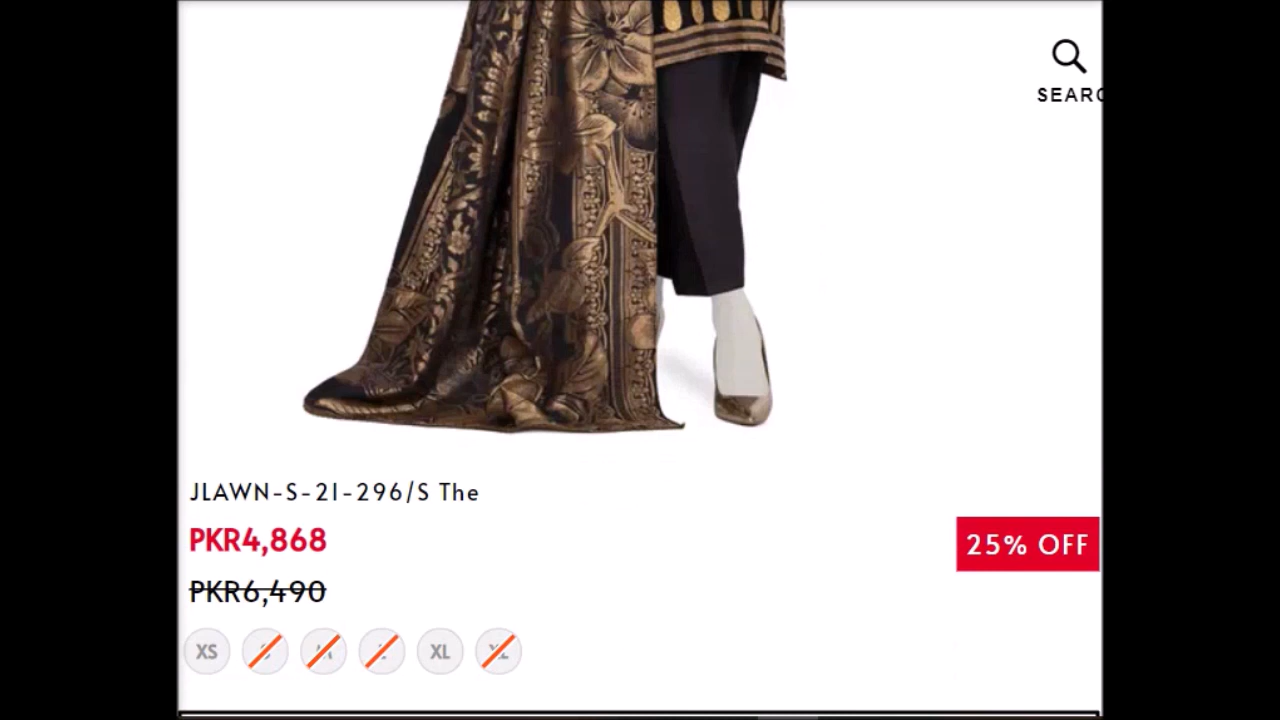 SEARC
JLAWN-S-21-296/S The
PKR4,868
25% OFF
PKR6,490
XS XL